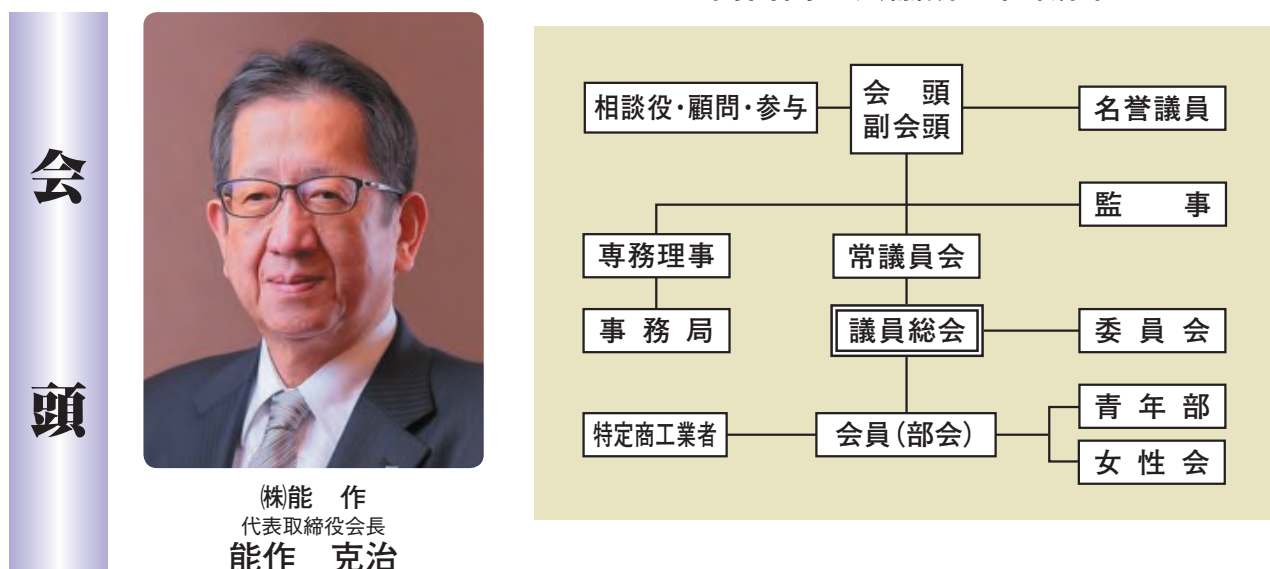 会頭
㈱能　作
代表取締役会長
能作　克治
相談役・顧問・参与
会　頭
副会頭
名誉議員
監　事
専務理事
常議員会
事務局
議員総会
委員会
特定商工業者
会員（部会）
青年部
女性会